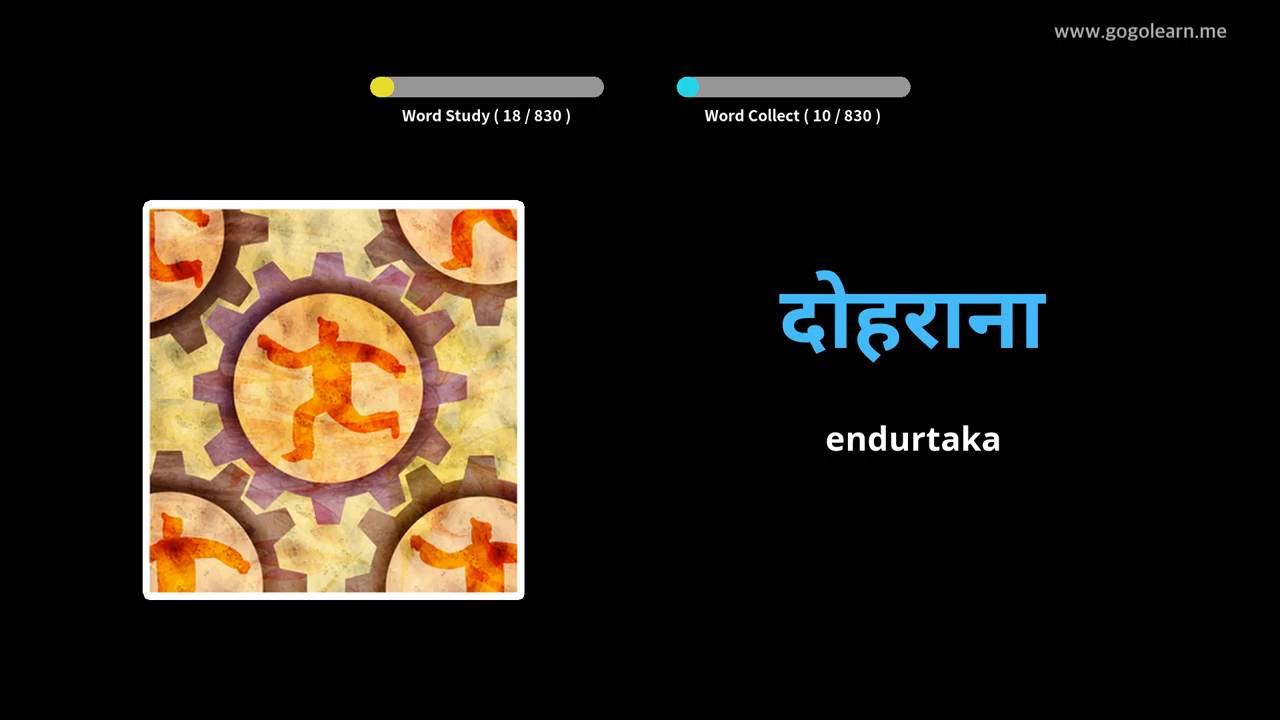 www.gogolearn.me
Word Study ( 18 / 830 )
Word Collect ( 10 / 830 )
दोहराना
endurtaka